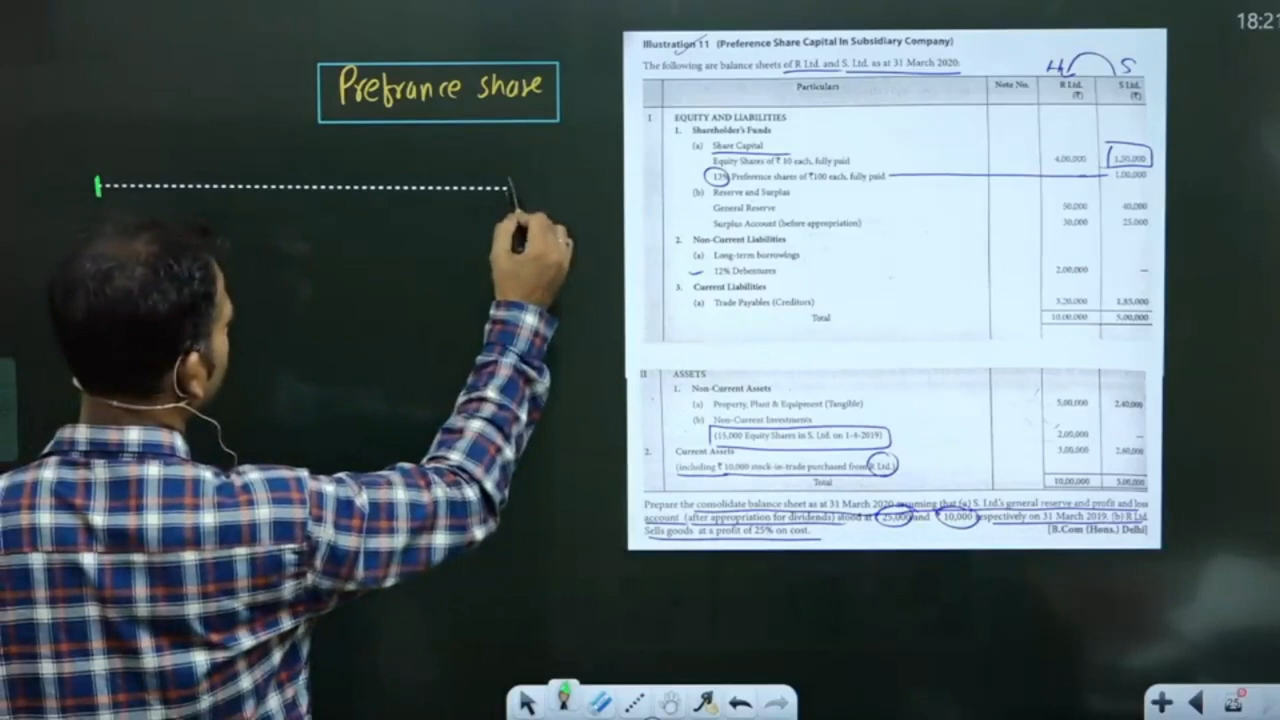 18:21
Prefrance share
Illustration 11 (Preference Share Capital In Subsidiary Company)
The following are balance sheets of R Ltd. and S. Ltd. as at 31 March 2020:
H S
Particulars Note No. R Ltd. (₹) S Ltd. (₹)
I EQUITY AND LIABILITIES
1. Shareholder's Funds
(a) Share Capital
Equity Shares of ₹ 10 each, fully paid 4,00,000 1,50,000
12% Preference shares of ₹100 each, fully paid 1,00,000
(b) Reserve and Surplus
General Reserve 50,000 40,000
Surplus Account (before appropriation) 30,000 25,000
2. Non-Current Liabilities
(a) Long-term borrowings
12% Debentures 2,00,000 —
3. Current Liabilities
(a) Trade Payables (Creditors) 3,20,000 1,85,000
Total 10,00,000 5,00,000
II ASSETS
1. Non-Current Assets
(a) Property, Plant & Equipment (Tangible) 5,00,000 2,40,000
(b) Non-Current Investments
(15,000 Equity Shares in S. Ltd. on 1-4-2019) 2,00,000 —
2. Current Assets 3,00,000 2,60,000
(including ₹ 10,000 stock-in-trade purchased from R Ltd.)
Total 10,00,000 5,00,000
Prepare the consolidate balance sheet as at 31 March 2020 assuming that (a) S. Ltd's general reserve and profit and loss
account (after appropriation for dividends) stood at 25,000 and ₹ 10,000 respectively on 31 March 2019. (b) R Ltd.
Sells goods at a profit of 25% on cost. [B.Com (Hons.) Delhi]